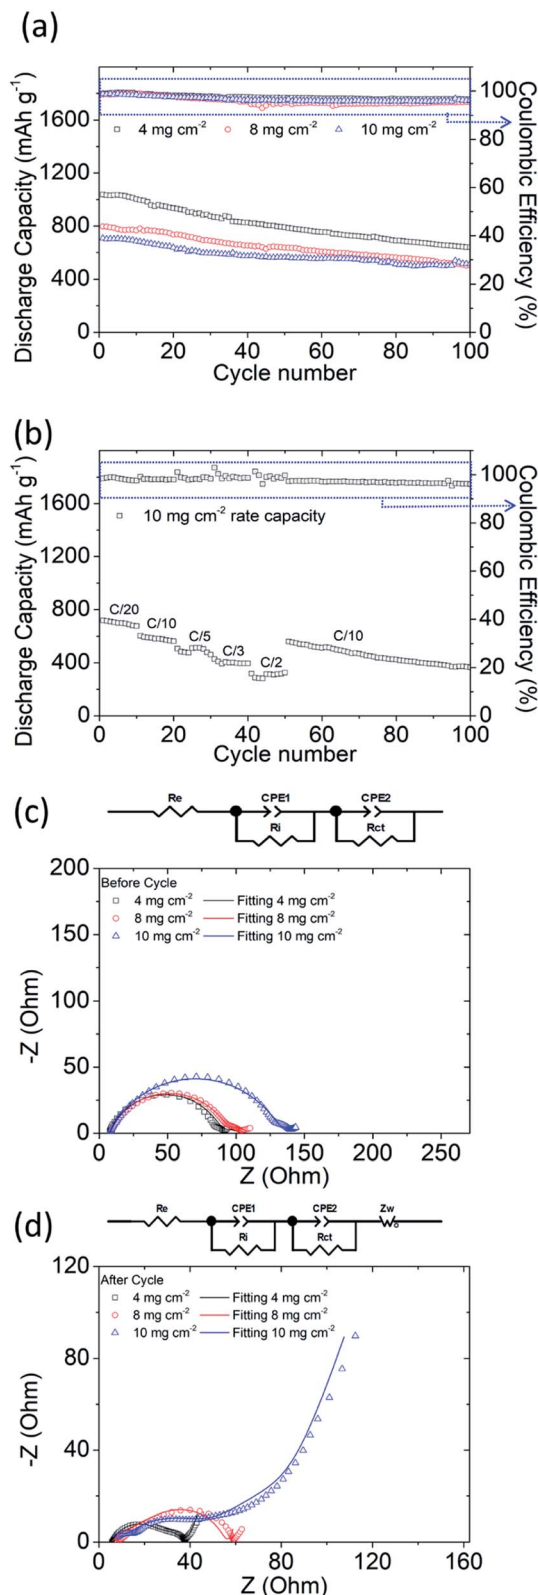 (a)
Discharge Capacity (mAh g-1)
1600
1200
800
400
0
4 mg cm-2 8 mg cm-2 10 mg cm-2
100
80
60
40
20
0
Coulombic Efficiency (%)
0 20 40 60 80 100
Cycle number
(b)
Discharge Capacity (mAh g-1)
1600
1200
800
400
0
10 mg cm-2 rate capacity
C/20
C/10
C/5
C/3
C/2
C/10
100
80
60
40
20
0
Coulombic Efficiency (%)
0 20 40 60 80 100
Cycle number
(c)
Re CPE1 CPE2
Ri Rct
-Z (Ohm)
200
150
100
50
0
Before Cycle
4 mg cm-2 Fitting 4 mg cm-2
8 mg cm-2 Fitting 8 mg cm-2
10 mg cm-2 Fitting 10 mg cm-2
0 50 100 150 200 250
Z (Ohm)
(d)
Re CPE1 CPE2 Zw
Ri Rct
-Z (Ohm)
120
80
40
0
After Cycle
4 mg cm-2 Fitting 4 mg cm-2
8 mg cm-2 Fitting 8 mg cm-2
10 mg cm-2 Fitting 10 mg cm-2
0 40 80 120 160
Z (Ohm)